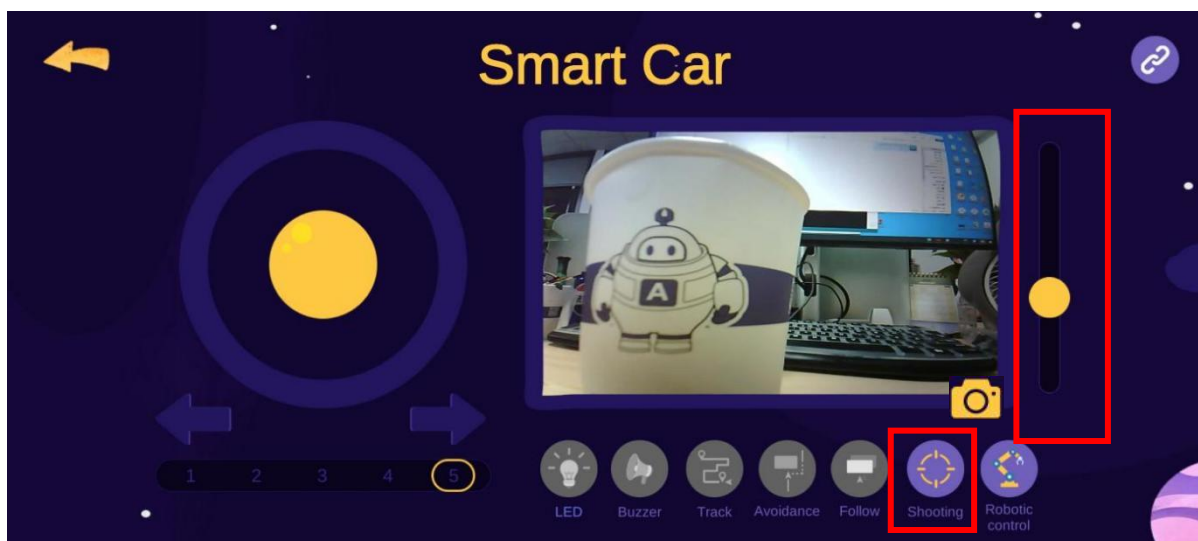 Smart Car
A
1 2 3 4 5
LED Buzzer Track Avoidance Follow Shooting Robotic
control